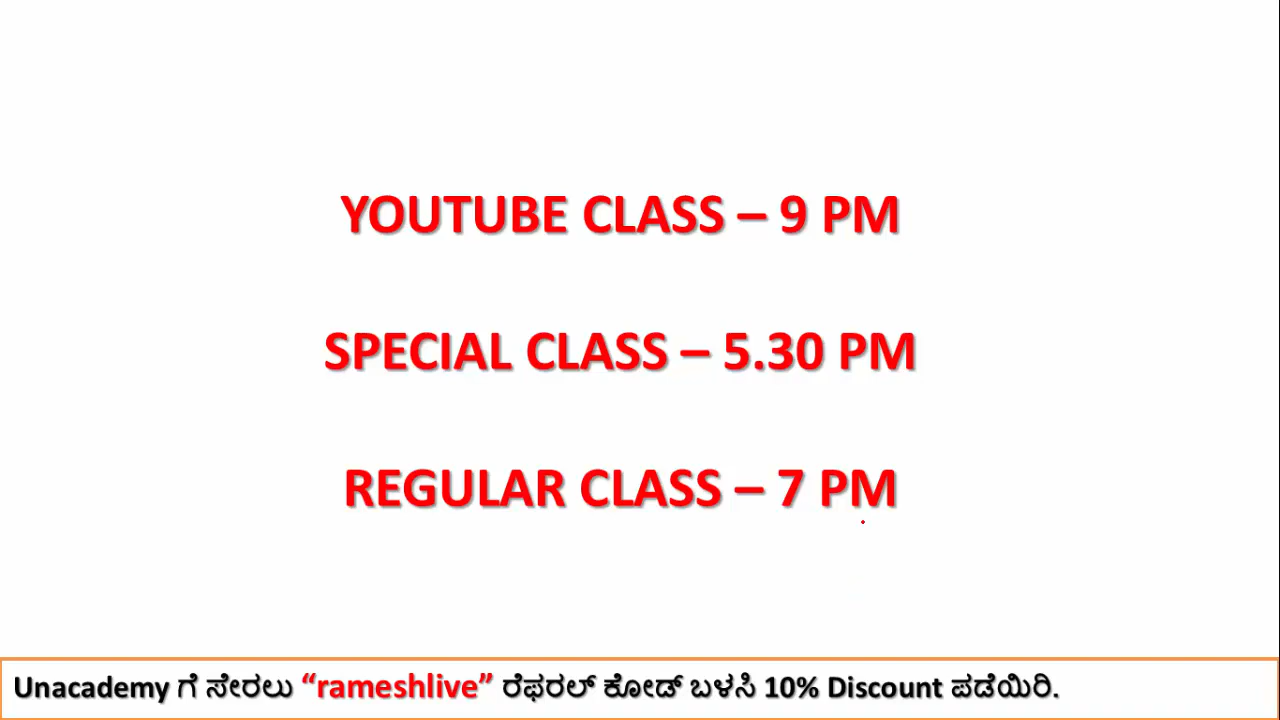 YOUTUBE CLASS – 9 PM
SPECIAL CLASS – 5.30 PM
REGULAR CLASS – 7 PM
Unacademy ಗೆ ಸೇರಲು “rameshlive” ರೆಫರಲ್ ಕೋಡ್ ಬಳಸಿ 10% Discount ಪಡೆಯಿರಿ.